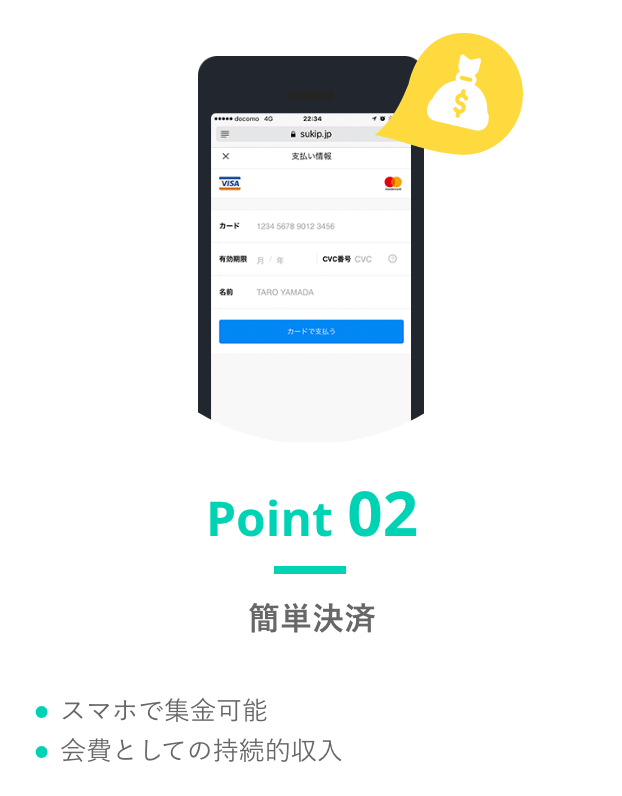 docomo 4G 22:34
sukip.jp
支払い情報
VISA
カード 1234 5678 9012 3456
有効期限 月 / 年 CVC番号 CVC ?
名前 TARO YAMADA
カードで支払う
$
Point 02
簡単決済
スマホで集金可能
会費としての持続的収入